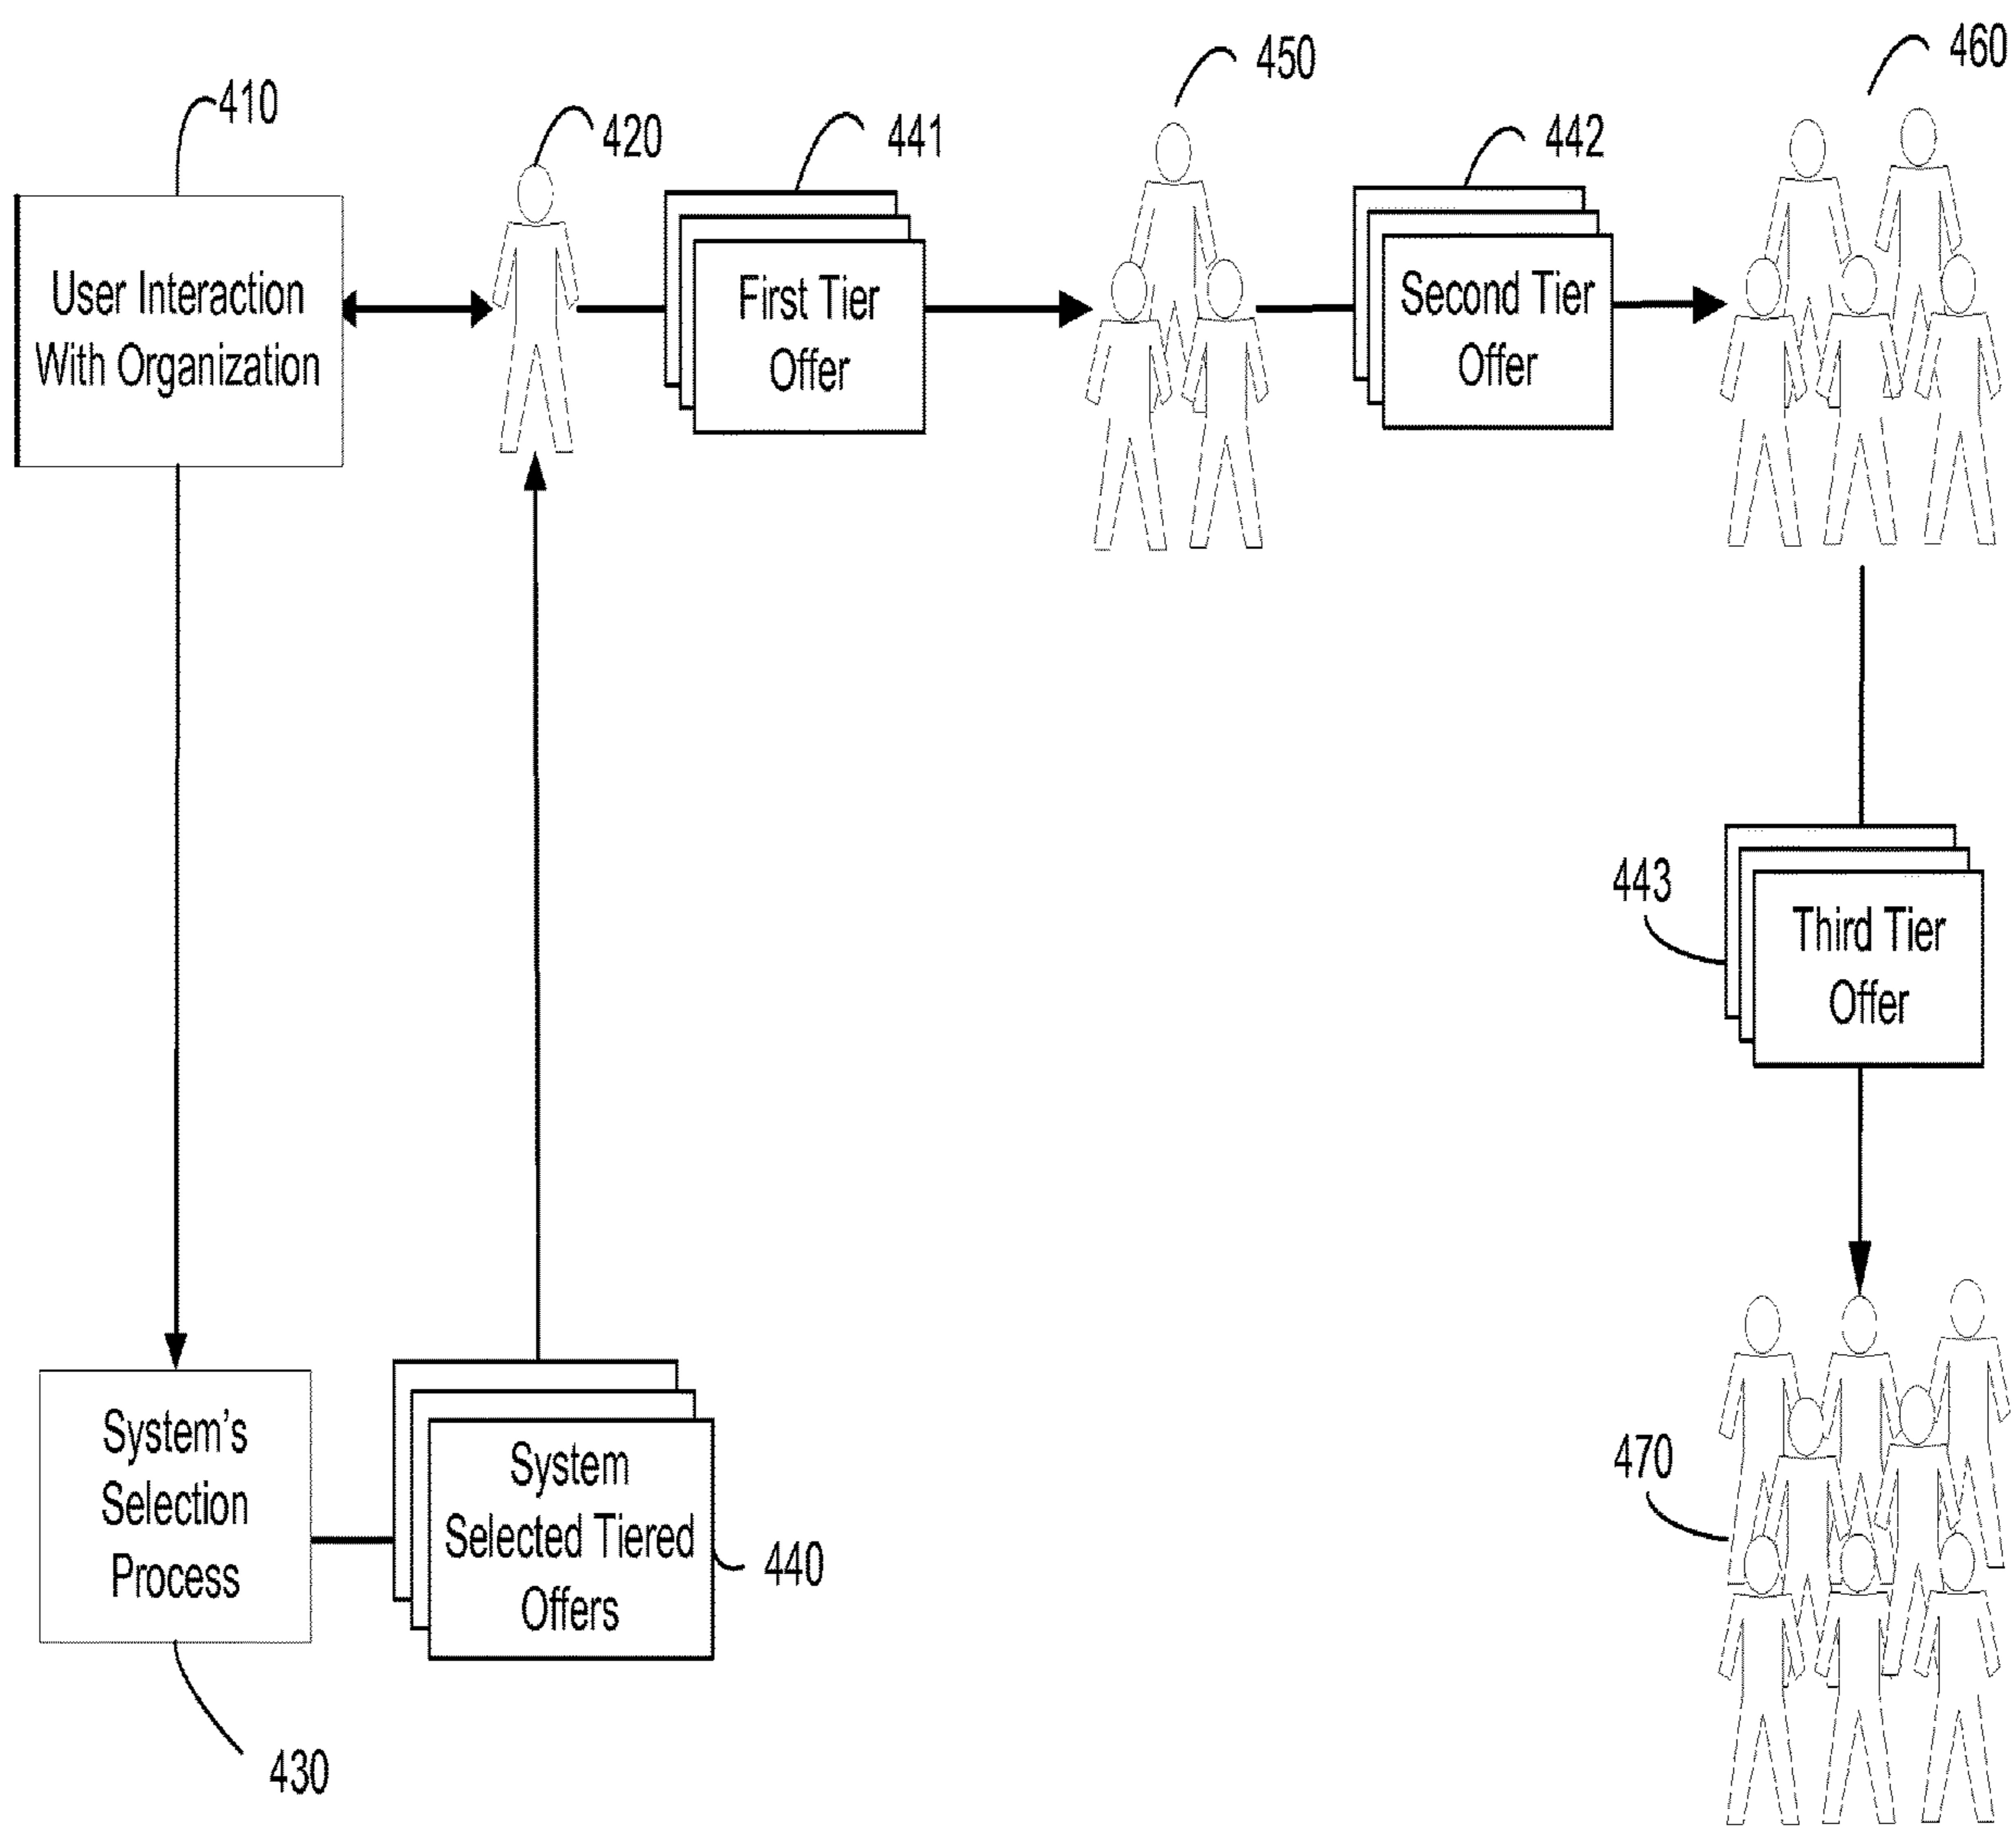 450
460
410
420
441
442
User Interaction
With Organization
First Tier
Offer
Second Tier
Offer
443
Third Tier
Offer
System's
Selection
Process
System
Selected Tiered
Offers
440
470
430